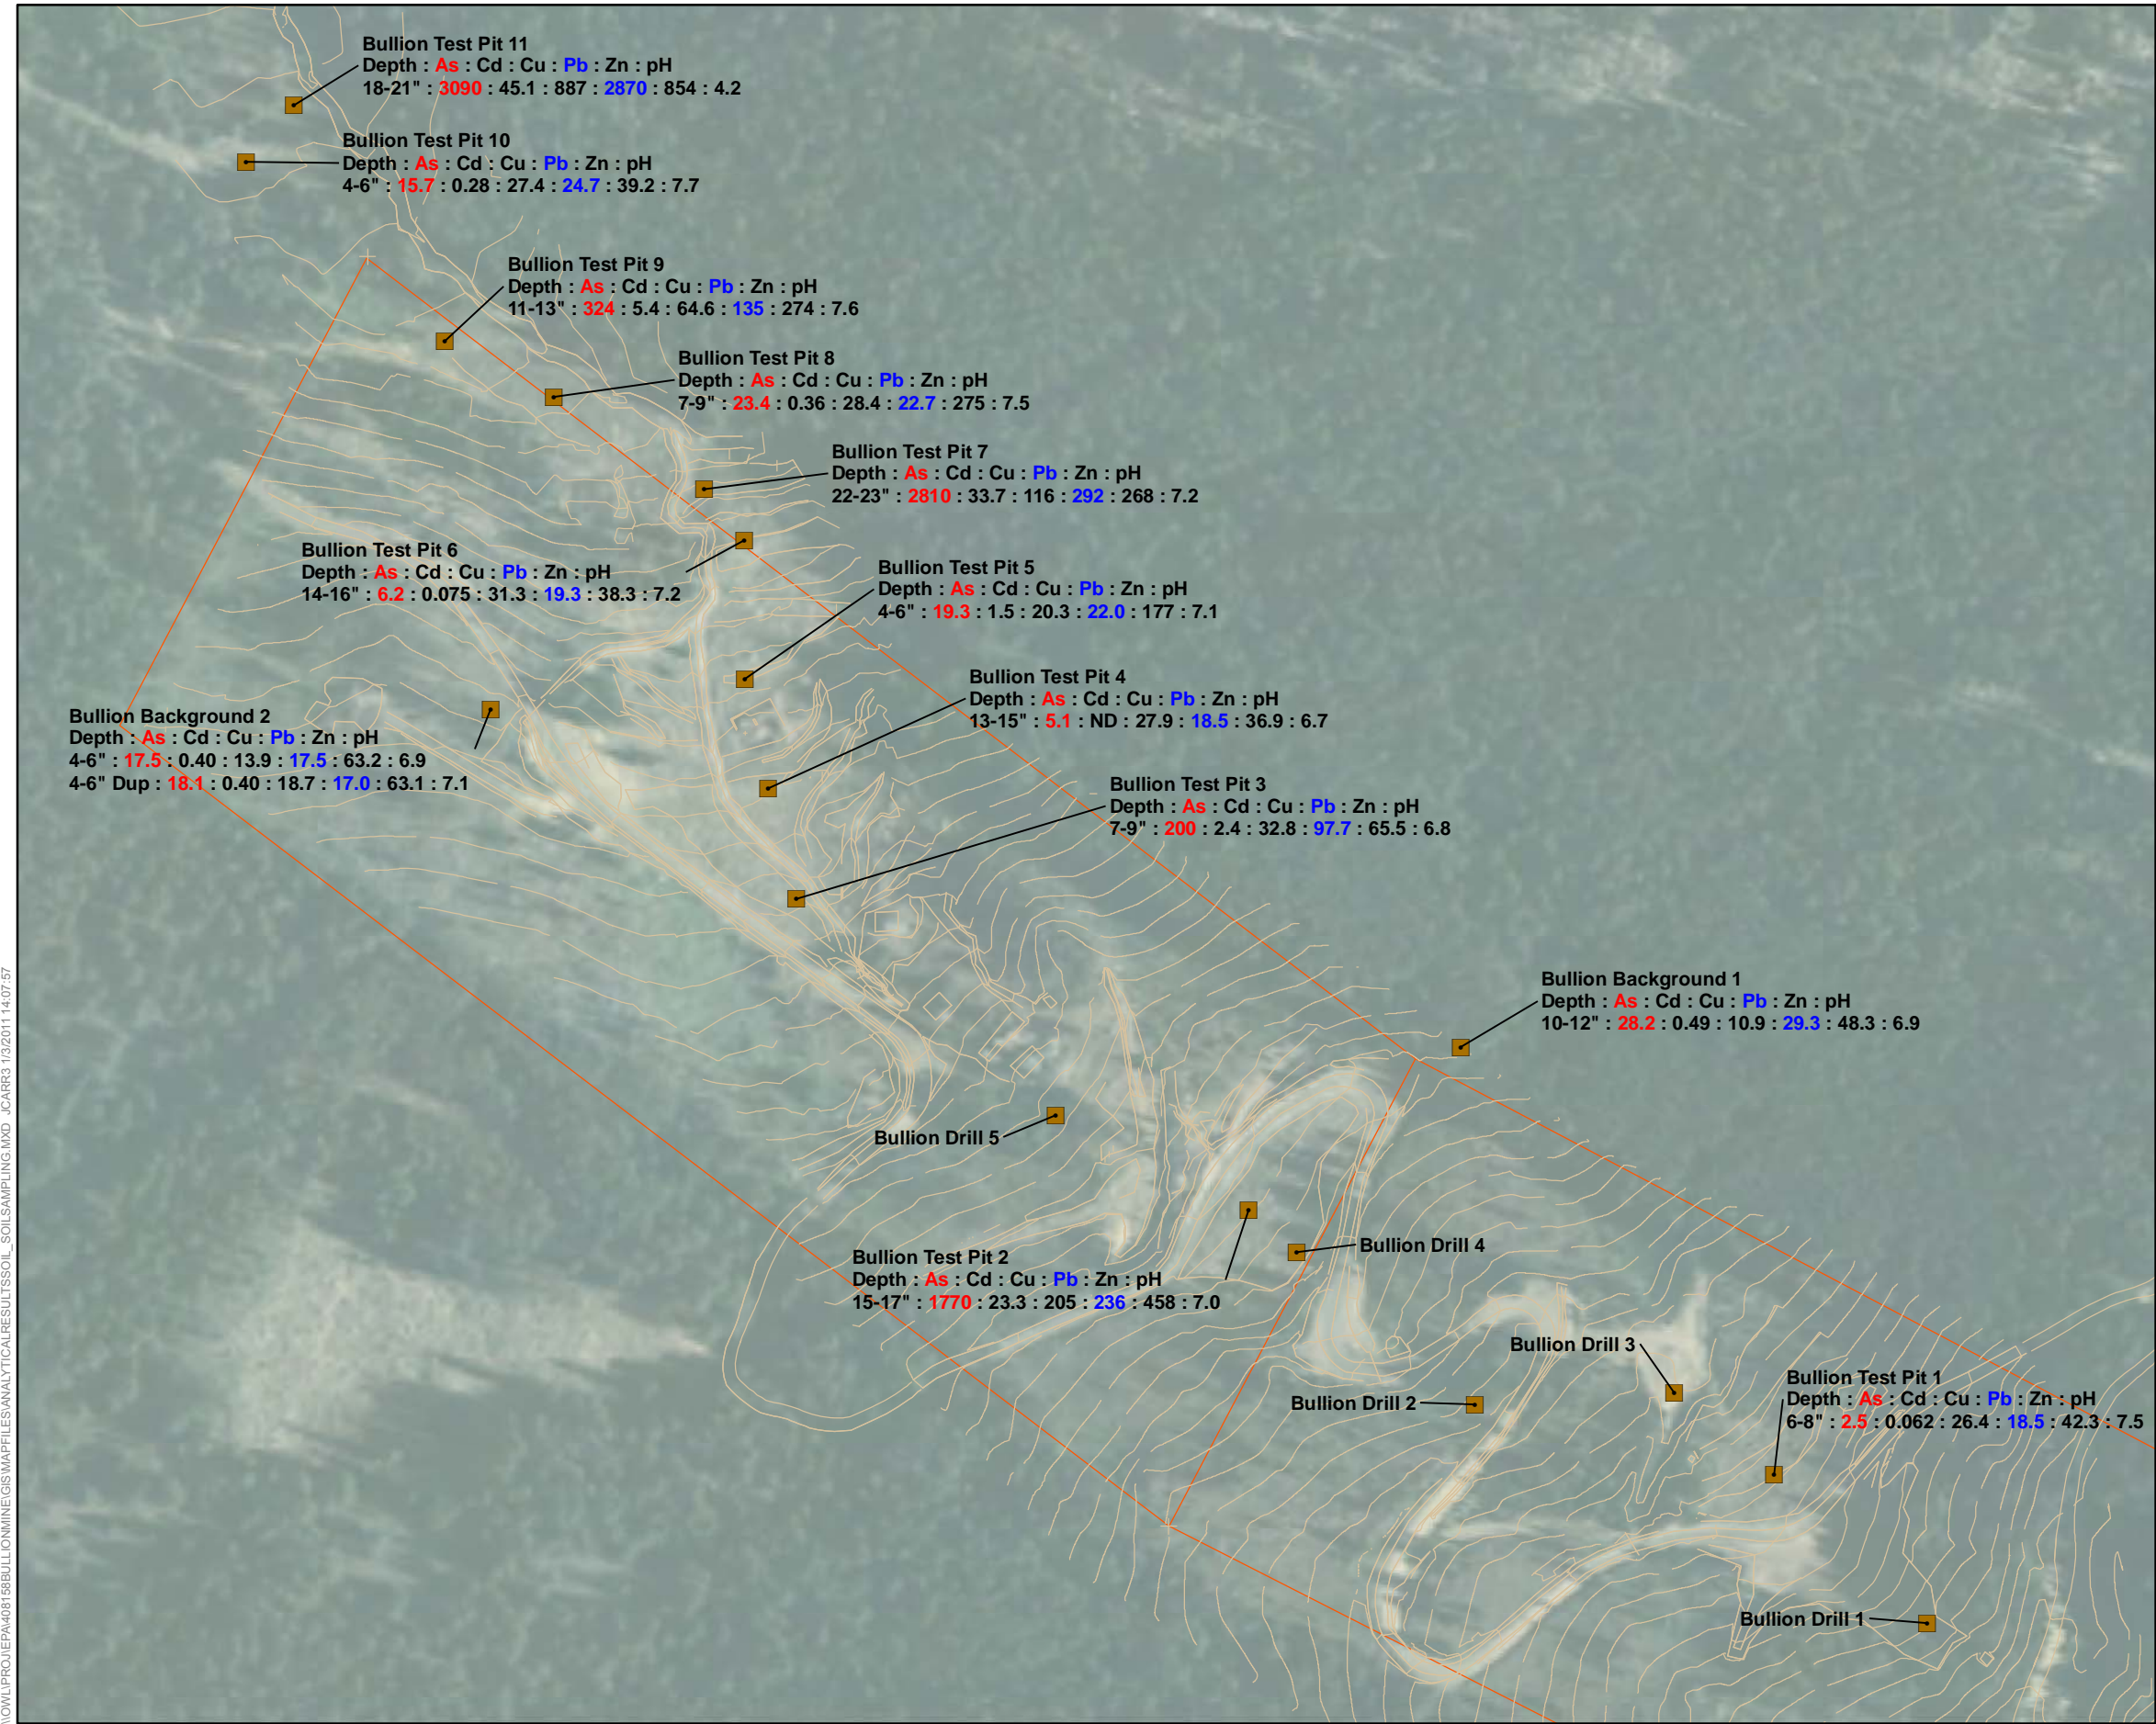 Bullion Test Pit 11
Depth : As : Cd : Cu : Pb : Zn : pH
18-21" : 3090 : 45.1 : 887 : 2870 : 854 : 4.2
Bullion Test Pit 10
Depth : As : Cd : Cu : Pb : Zn : pH
4-6" : 15.7 : 0.28 : 27.4 : 24.7 : 39.2 : 7.7
Bullion Test Pit 9
Depth : As : Cd : Cu : Pb : Zn : pH
11-13" : 324 : 5.4 : 64.6 : 135 : 274 : 7.6
Bullion Test Pit 8
Depth : As : Cd : Cu : Pb : Zn : pH
7-9" : 23.4 : 0.36 : 28.4 : 22.7 : 275 : 7.5
Bullion Test Pit 7
Depth : As : Cd : Cu : Pb : Zn : pH
22-23" : 2810 : 33.7 : 116 : 292 : 268 : 7.2
Bullion Test Pit 6
Depth : As : Cd : Cu : Pb : Zn : pH
14-16" : 6.2 : 0.075 : 31.3 : 19.3 : 38.3 : 7.2
Bullion Test Pit 5
Depth : As : Cd : Cu : Pb : Zn : pH
4-6" : 19.3 : 1.5 : 20.3 : 22.0 : 177 : 7.1
Bullion Test Pit 4
Depth : As : Cd : Cu : Pb : Zn : pH
13-15" : 5.1 : ND : 27.9 : 18.5 : 36.9 : 6.7
Bullion Background 2
Depth : As : Cd : Cu : Pb : Zn : pH
4-6" : 17.5 : 0.40 : 13.9 : 17.5 : 63.2 : 6.9
4-6" Dup : 18.1 : 0.40 : 18.7 : 17.0 : 63.1 : 7.1
Bullion Test Pit 3
Depth : As : Cd : Cu : Pb : Zn : pH
7-9" : 200 : 2.4 : 32.8 : 97.7 : 65.5 : 6.8
Bullion Background 1
Depth : As : Cd : Cu : Pb : Zn : pH
10-12" : 28.2 : 0.49 : 10.9 : 29.3 : 48.3 : 6.9
Bullion Drill 5
Bullion Drill 4
Bullion Test Pit 2
Depth : As : Cd : Cu : Pb : Zn : pH
15-17" : 1770 : 23.3 : 205 : 236 : 458 : 7.0
Bullion Drill 3
Bullion Drill 2
Bullion Test Pit 1
Depth : As : Cd : Cu : Pb : Zn : pH
6-8" : 2.5 : 0.062 : 26.4 : 18.5 : 42.3 : 7.5
Bullion Drill 1
\\OWL\PROJ\EPA\408158BULLIONMINE\GIS\MAPFILES\ANALYTICALRESULTSSOIL_SOILSAMPLING.MXD JCARR3 1/3/2011 14:07:57